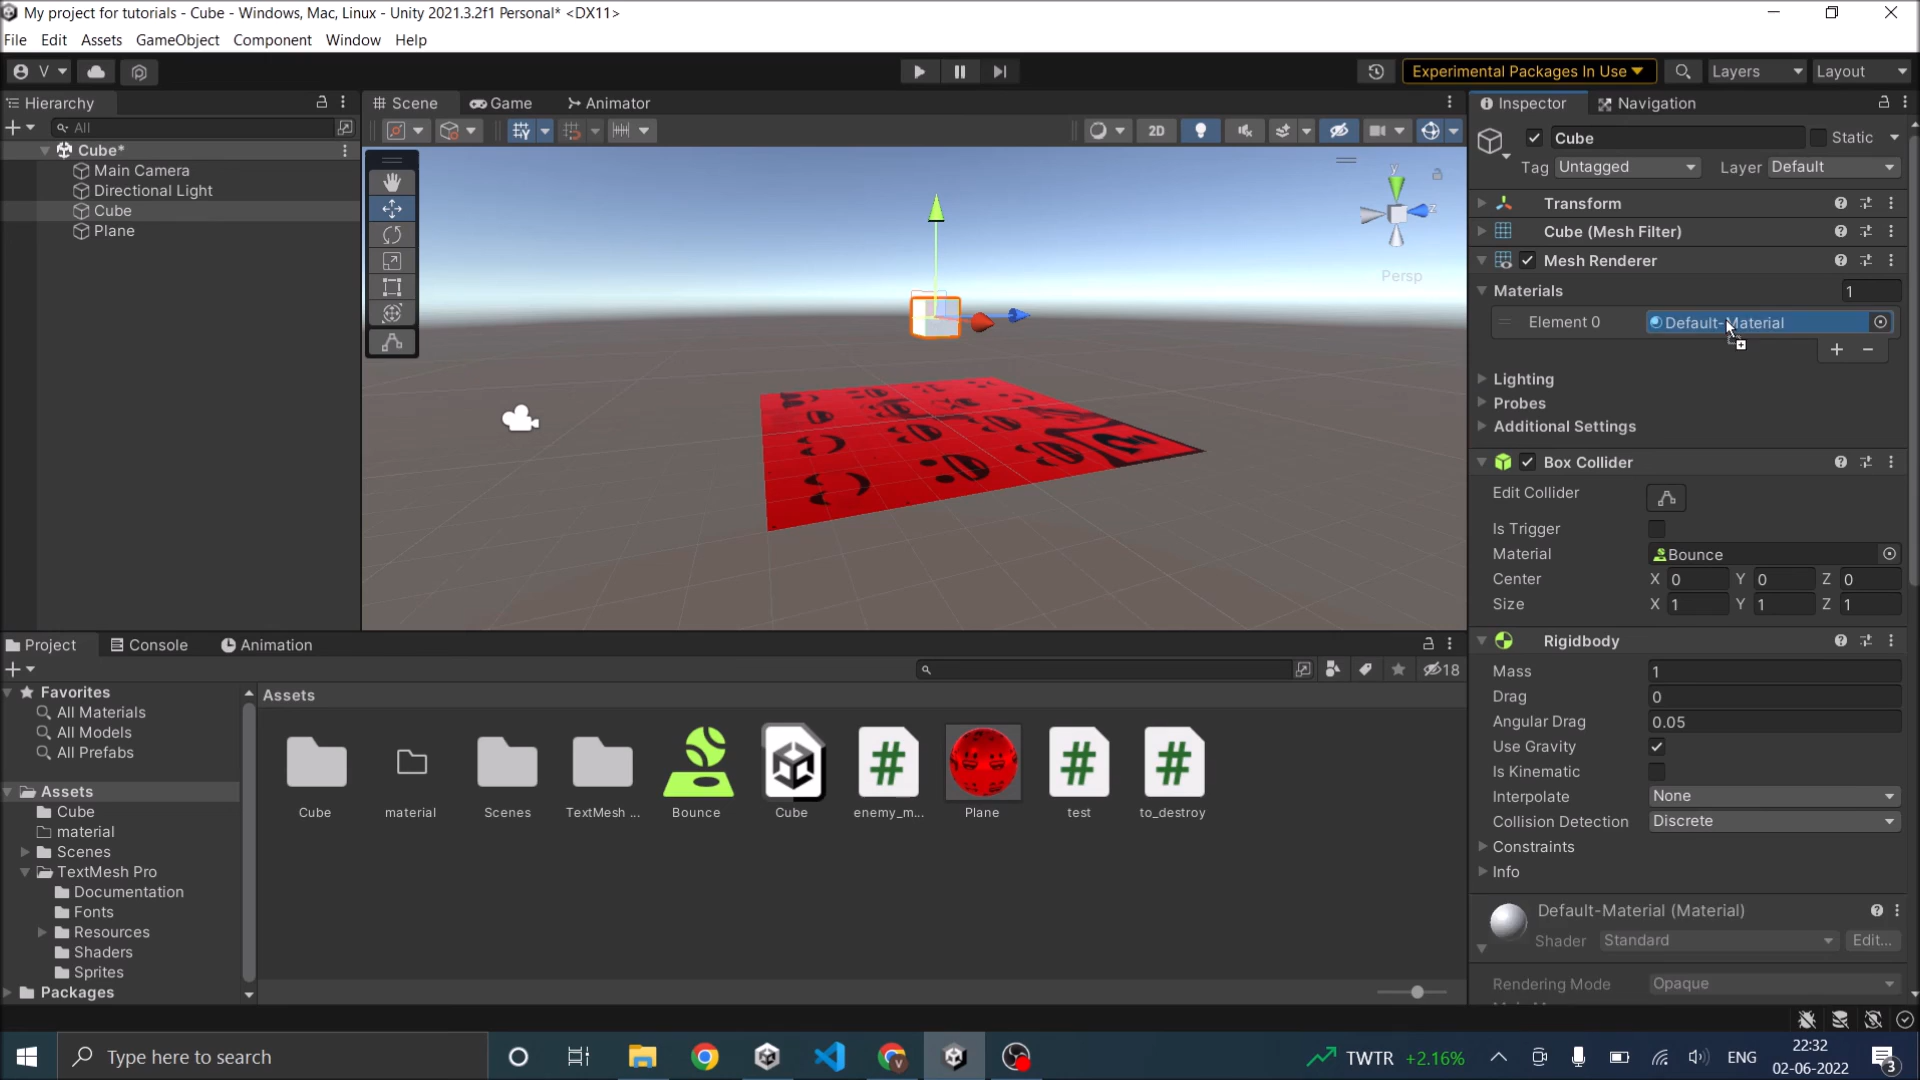 My project for tutorials - Cube - Windows, Mac, Linux - Unity 2021.3.2f1 Personal* <DX11>
File Edit Assets GameObject Component Window Help
V Experimental Packages In Use Layers Layout
Hierarchy
All
Cube*
Main Camera
Directional Light
Cube
Plane
Scene Game Animator
2D
y
z
Persp
Inspector Navigation
Cube Static
Tag Untagged Layer Default
Transform
Cube (Mesh Filter)
Mesh Renderer
Materials 1
Element 0 Default-Material
Lighting
Probes
Additional Settings
Box Collider
Edit Collider
Is Trigger
Material Bounce
Center X 0 Y 0 Z 0
Size X 1 Y 1 Z 1
Rigidbody
Mass 1
Drag 0
Angular Drag 0.05
Use Gravity
Is Kinematic
Interpolate None
Collision Detection Discrete
Constraints
Info
Default-Material (Material)
Shader Standard Edit...
Rendering Mode Opaque
Project Console Animation
18
Favorites
All Materials
All Models
All Prefabs
Assets
Cube
material
Scenes
TextMesh Pro
Documentation
Fonts
Resources
Shaders
Sprites
Packages
Assets
Cube material Scenes TextMesh ... Bounce Cube enemy_m... Plane test to_destroy
Type here to search
TWTR +2.16%
ENG
22:32
02-06-2022
3